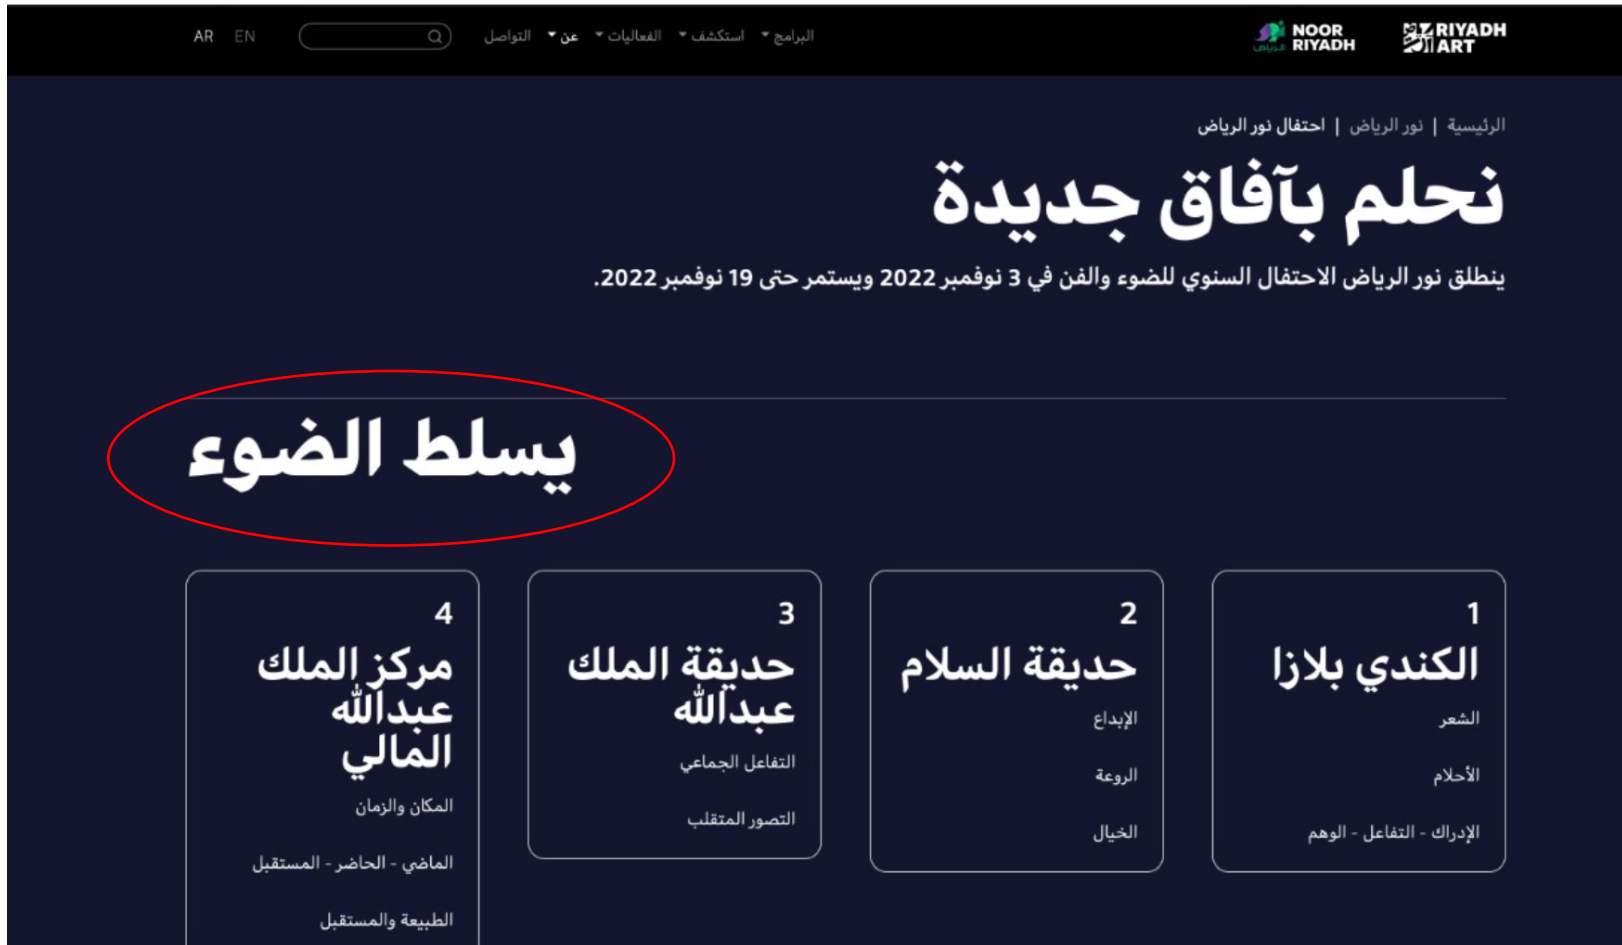 RIYADH ART
NOOR RIYADH
البرامج استكشف الفعاليات عن التواصل
AR EN
الرئيسية | نور الرياض | احتفال نور الرياض
نحلم بآفاق جديدة
ينطلق نور الرياض الاحتفال السنوي للضوء والفن في 3 نوفمبر 2022 ويستمر حتى 19 نوفمبر 2022.
يسلط الضوء
1
الكندي بلازا
الشعر
الأحلام
الإدراك - التفاعل - الوهم
2
حديقة السلام
الإبداع
الروعة
الخيال
3
حديقة الملك
عبدالله
التفاعل الجماعي
التصور المتقلب
4
مركز الملك
عبدالله
المالي
المكان والزمان
الماضي - الحاضر - المستقبل
الطبيعة والمستقبل